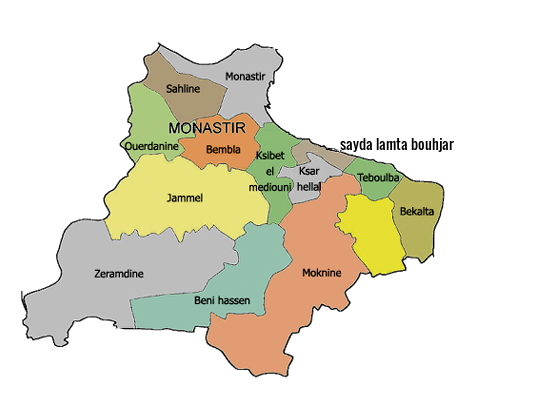 Monastir
Sahline
MONASTIR
Ouerdanine
Bembla
sayda lamta bouhjar
Ksibet
el
mediouni
Ksar
hellal
Teboulba
Jammel
Bekalta
Zeramdine
Moknine
Beni hassen